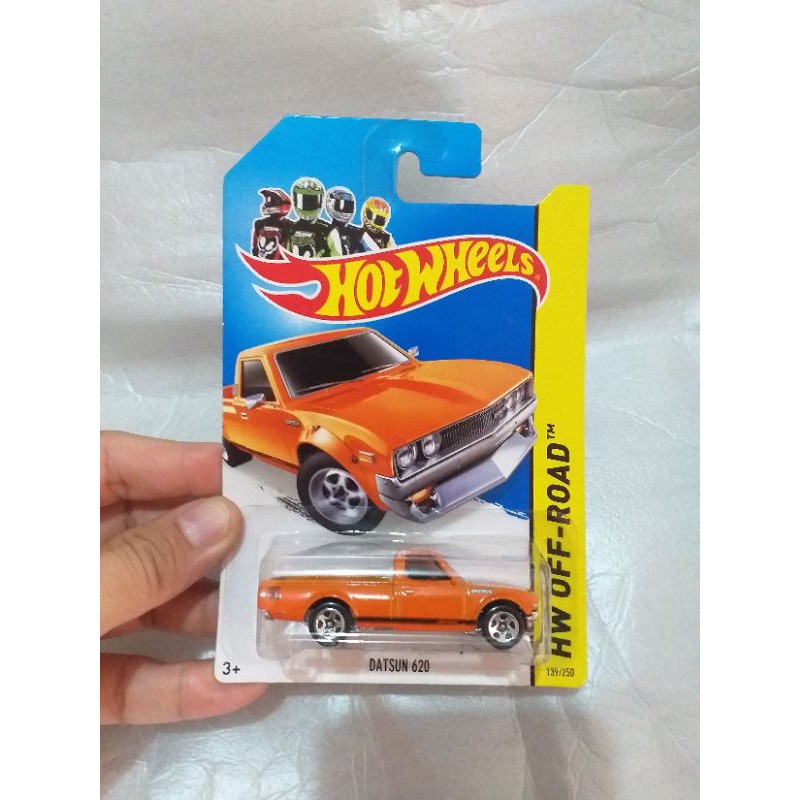 HOT WHEELS
HW OFF-ROAD™
DATSUN 620
3+
139/250